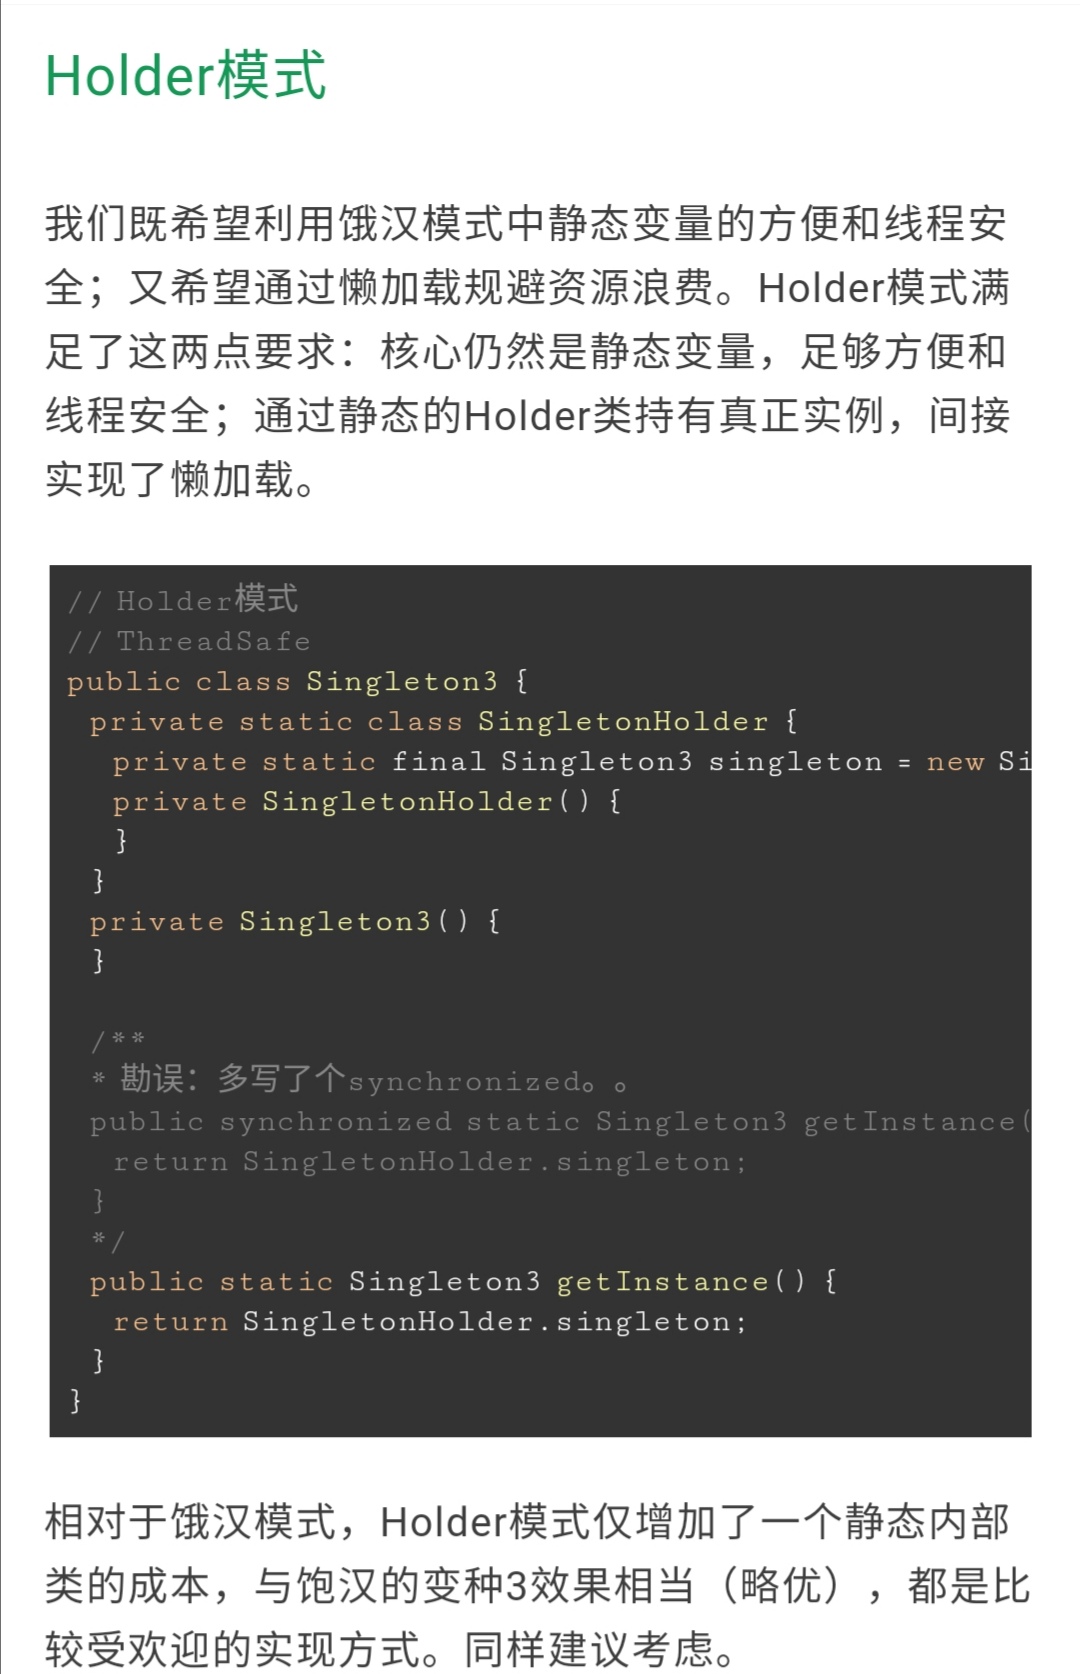 Holder模式
我们既希望利用饿汉模式中静态变量的方便和线程安
全；又希望通过懒加载规避资源浪费。Holder模式满
足了这两点要求：核心仍然是静态变量，足够方便和
线程安全；通过静态的Holder类持有真正实例，间接
实现了懒加载。
// Holder模式
// ThreadSafe
public class Singleton3 {
private static class SingletonHolder {
private static final Singleton3 singleton = new Si
private SingletonHolder() {
}
}
private Singleton3() {
}
/**
* 勘误：多写了个synchronized。。
public synchronized static Singleton3 getInstance(
return SingletonHolder.singleton;
}
*/
public static Singleton3 getInstance() {
return SingletonHolder.singleton;
}
}
相对于饿汉模式，Holder模式仅增加了一个静态内部
类的成本，与饱汉的变种3效果相当（略优），都是比
较受欢迎的实现方式。同样建议考虑。